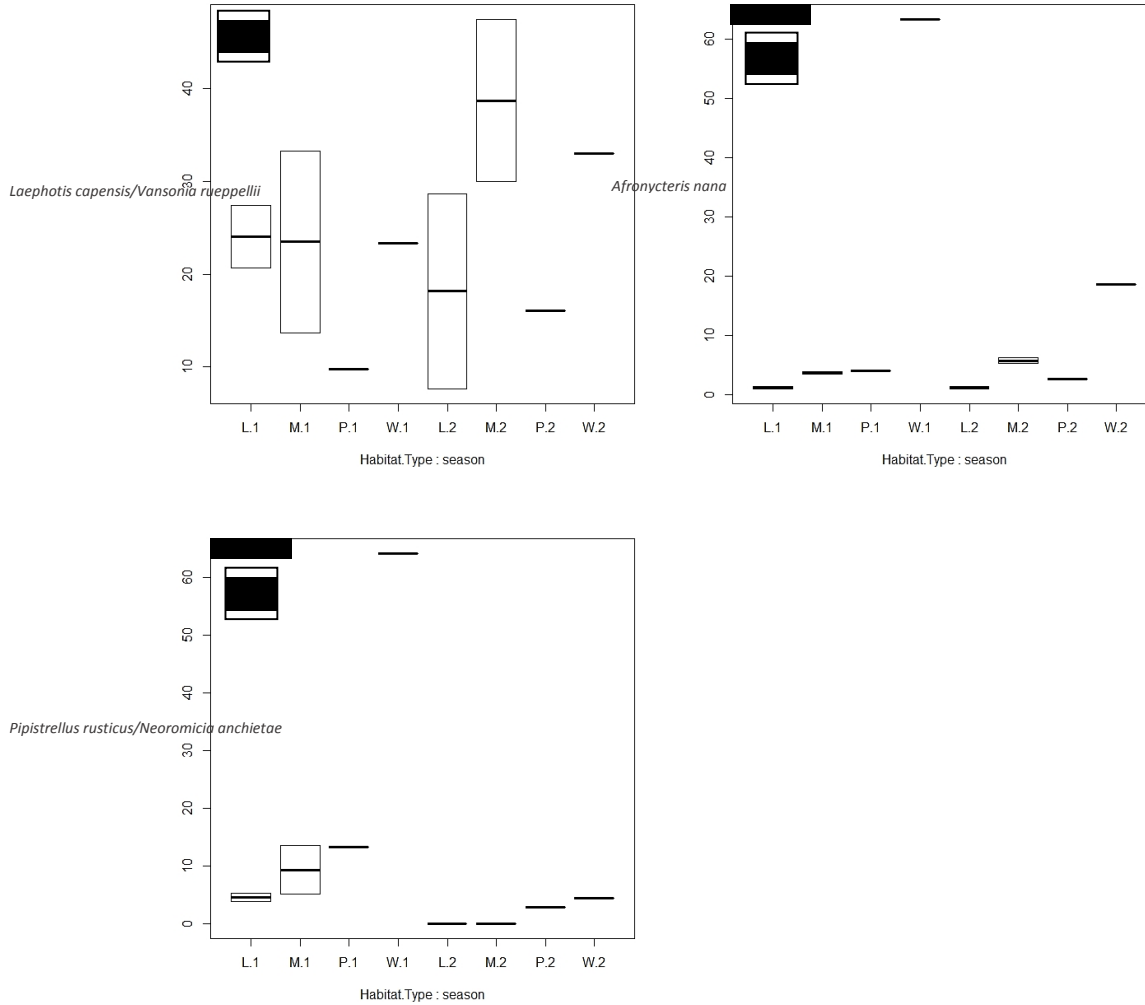 40
30
20
10
Laephotis capensis/Vansonia rueppellii
L.1 M.1 P.1 W.1 L.2 M.2 P.2 W.2
Habitat.Type : season
60
50
40
30
20
10
0
Afronycteris nana
L.1 M.1 P.1 W.1 L.2 M.2 P.2 W.2
Habitat.Type : season
60
50
40
30
20
10
0
Pipistrellus rusticus/Neoromicia anchietae
L.1 M.1 P.1 W.1 L.2 M.2 P.2 W.2
Habitat.Type : season